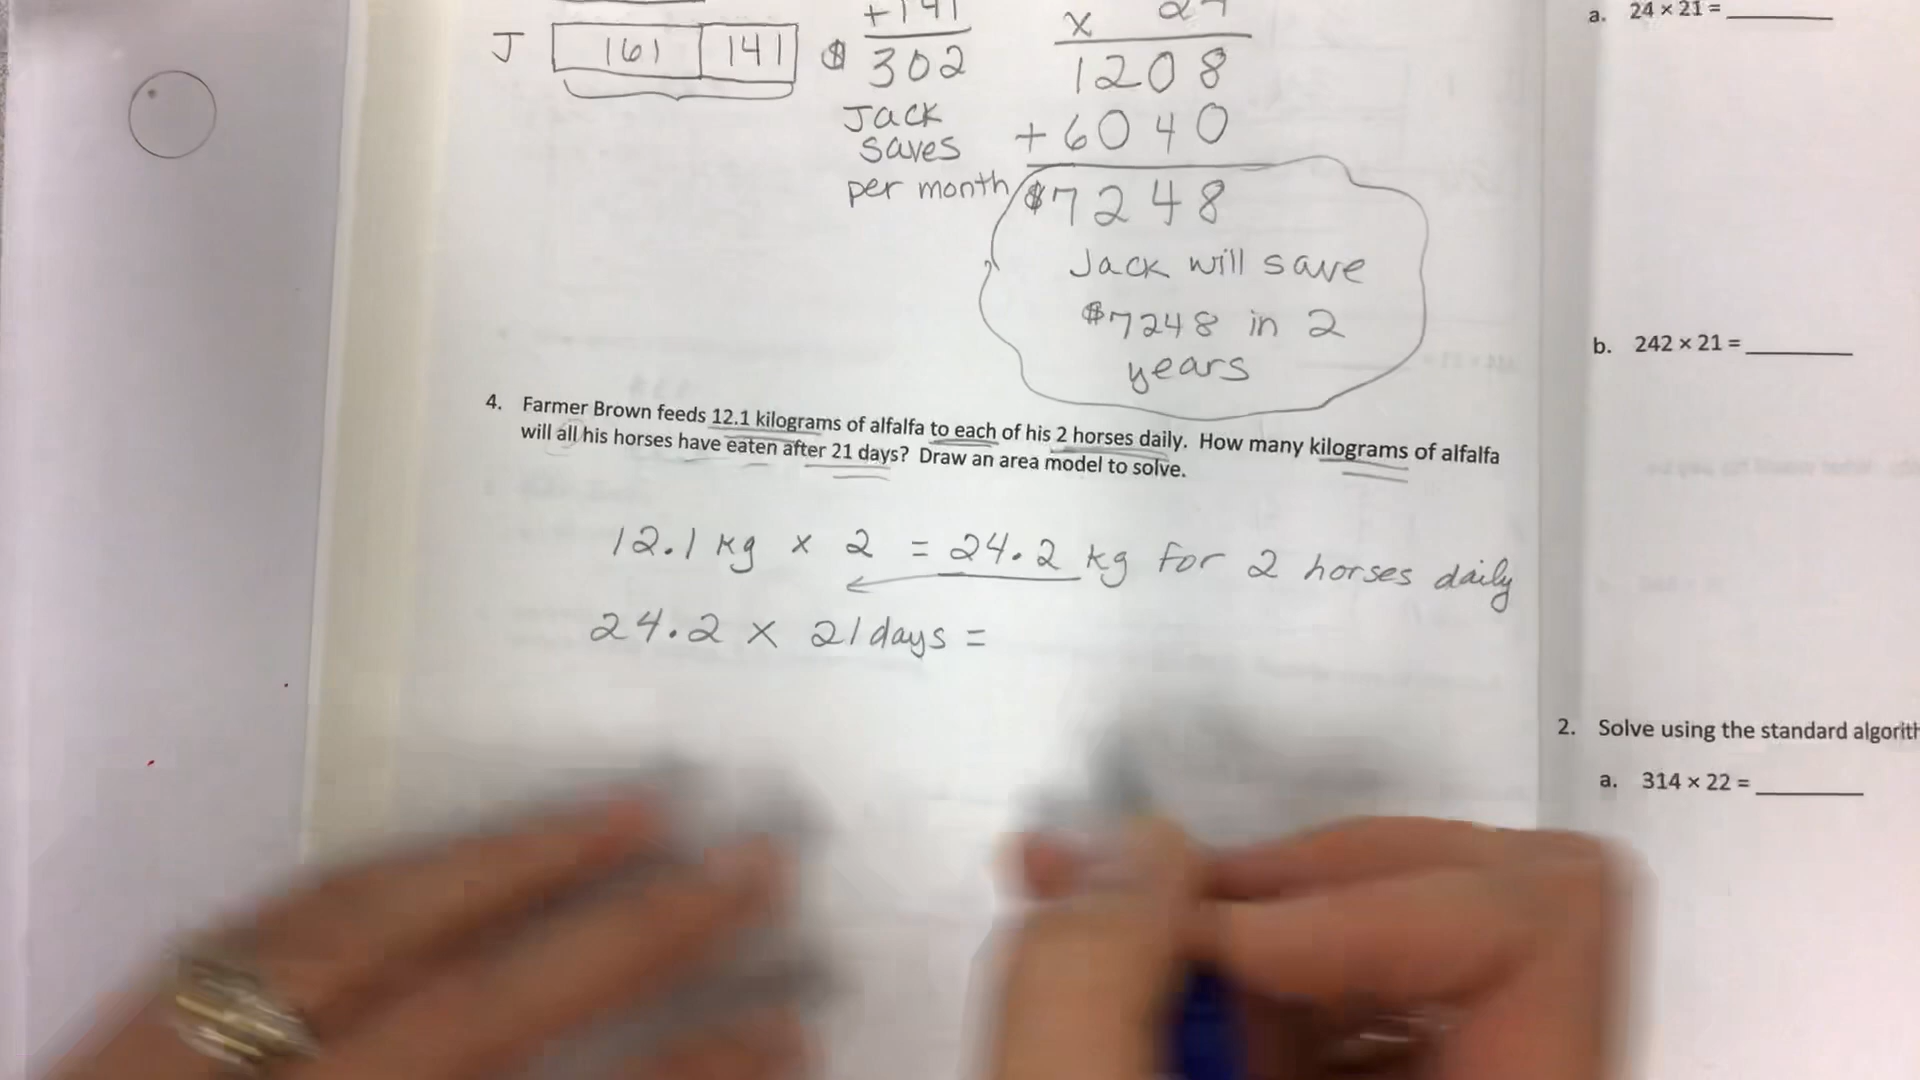 +141
J 161 141 $ 302
Jack
saves
per month
x 24
1208
+6040
$7248
Jack will save
$7248 in 2
years
4. Farmer Brown feeds 12.1 kilograms of alfalfa to each of his 2 horses daily. How many kilograms of alfalfa
will all his horses have eaten after 21 days? Draw an area model to solve.
12.1 kg x 2 = 24.2 kg for 2 horses daily
24.2 x 21 days =
a. 24 × 21 =
b. 242 × 21 =
2. Solve using the standard
a. 314 × 22 =